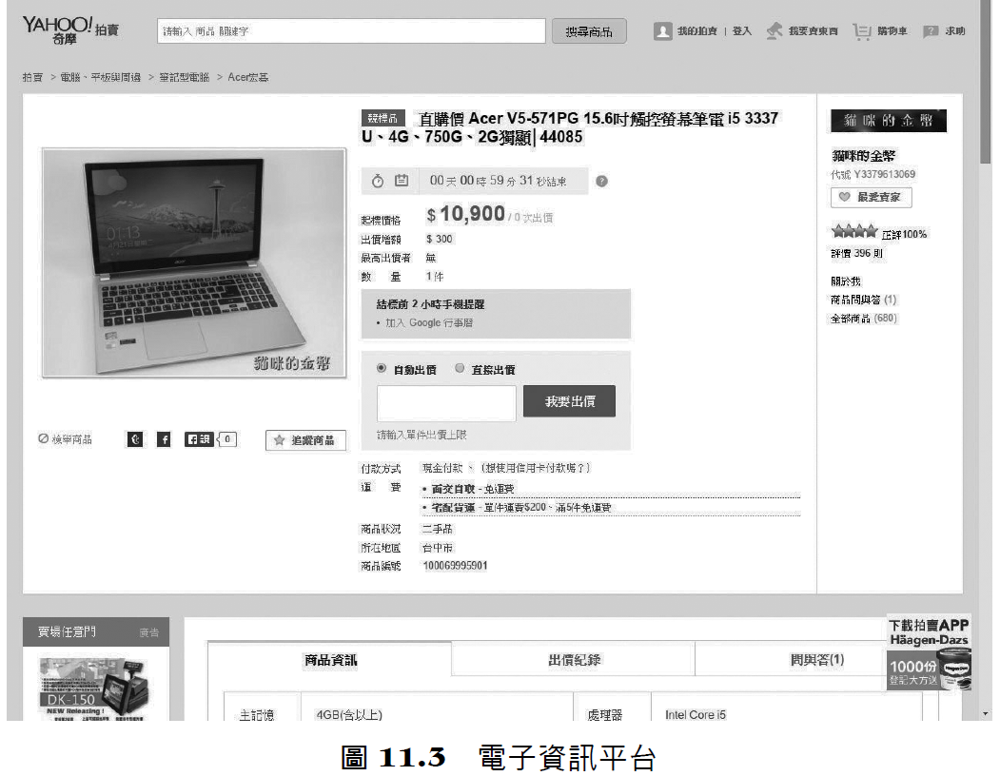 YAHOO! 拍賣
奇摩
請輸入 商品 關鍵字
搜尋商品
我的拍賣 | 登入
我要賣東西
購物車
求助
拍賣 > 電腦、平板與周邊 > 筆記型電腦 > Acer宏碁
競標品 直購價 Acer V5-571PG 15.6吋觸控螢幕筆電 i5 3337
U、4G、750G、2G獨顯| 44085
00 天 00 時 59 分 31 秒結束
起標價格 $ 10,900 / 0 次出價
出價增額 $ 300
最高出價者 無
數 量 1 件
結標前 2 小時手機提醒
• 加入 Google 行事曆
自動出價 直接出價
我要出價
請輸入單件出價上限
付款方式 現金付款 、 (想使用信用卡付款嗎？)
運 費 • 面交自取 - 免運費
• 宅配貨運 - 單件運費$200、滿5件免運費
商品狀況 二手品
所在地區 台中市
商品編號 100069995901
01:13
acer
貓咪的金幣
檢舉商品
讚 0
追蹤商品
貓咪的金幣
貓咪的金幣
代號 Y3379613069
最愛賣家
正評100%
評價 396 則
關於我
商品問與答 (1)
全部商品 (680)
賣場任意門 廣告
DK-150
NEW Releasing !
商品資訊
出價紀錄
問與答(1)
主記憶 4GB(含以上)
處理器 Intel Core i5
下載拍賣APP
Häagen-Dazs
1000份
登記大方送
圖 11.3 電子資訊平台